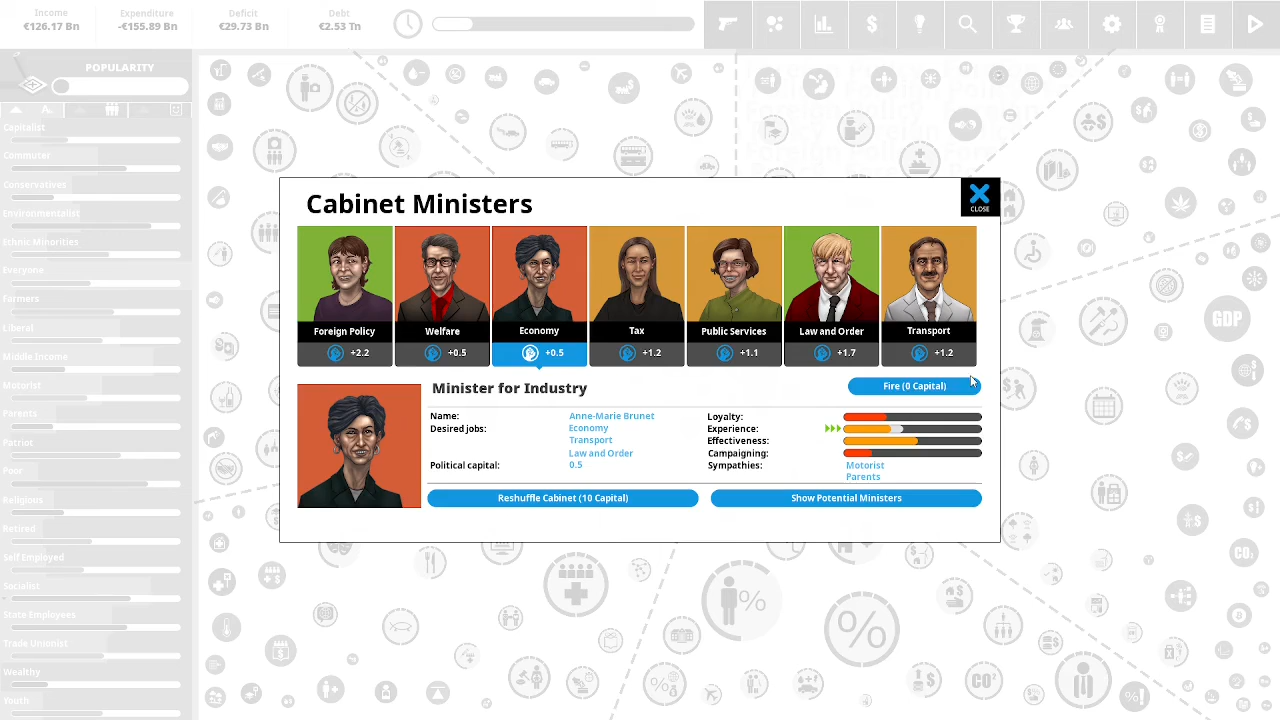 Income Expenditure Deficit Debt
€126.17 Bn -€155.89 Bn €29.73 Bn €2.53 Tn
POPULARITY
Capitalist
Commuter
Conservatives
Environmentalist
Ethnic Minorities
Everyone
Farmers
Liberal
Middle Income
Motorist
Parents
Patriot
Poor
Religious
Retired
Self Employed
Socialist
State Employees
Trade Unionist
Wealthy
Youth
Cabinet Ministers
CLOSE
Foreign Policy Welfare Economy Tax Public Services Law and Order Transport
+2.2 +0.5 +0.5 +1.2 +1.1 +1.7 +1.2
Minister for Industry
Fire (0 Capital)
Name: Anne-Marie Brunet
Desired jobs: Economy
Transport
Law and Order
Political capital: 0.5
Loyalty:
Experience:
Effectiveness:
Campaigning:
Sympathies: Motorist
Parents
Reshuffle Cabinet (10 Capital)
Show Potential Ministers
GDP
CO2
CO2